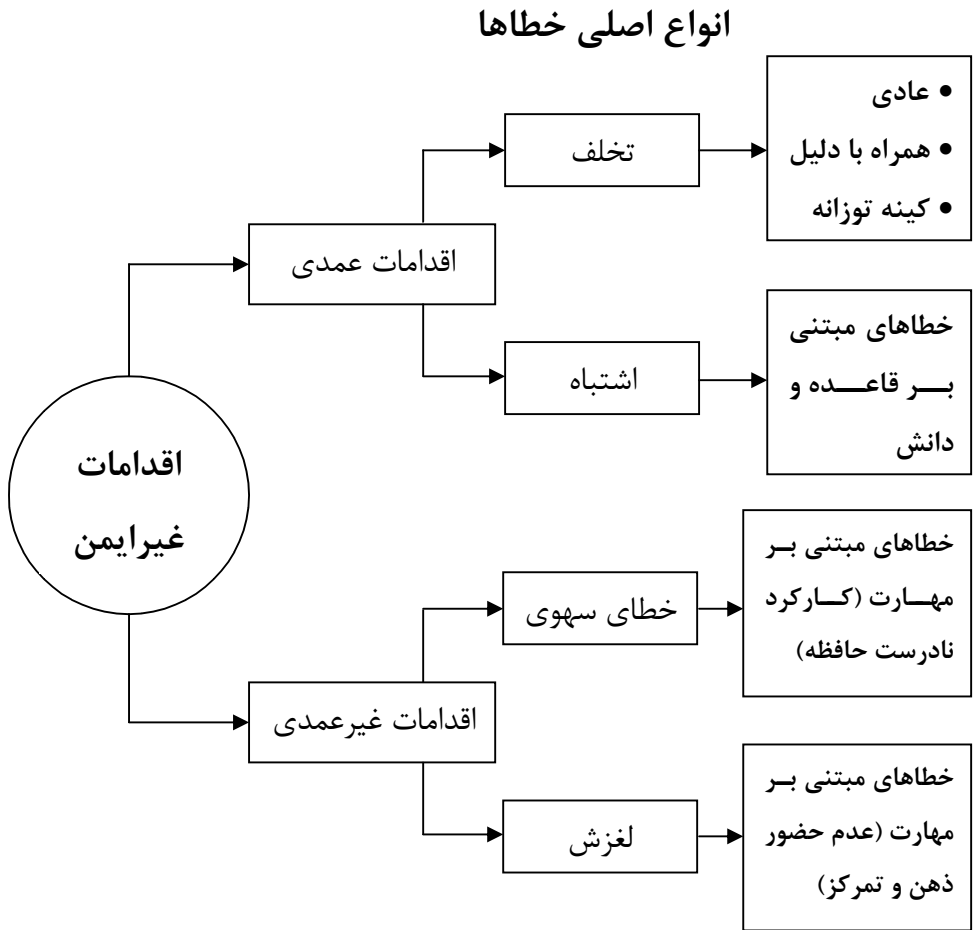 انواع اصلی خطاها
اقدامات
غیرایمن
اقدامات عمدی
تخلف
• عادی
• همراه با دلیل
• کینه توزانه
اشتباه
خطاهای مبتنی
بر قاعده و
دانش
اقدامات غیرعمدی
خطای سهوی
خطاهای مبتنی بر
مهارت (کارکرد
نادرست حافظه)
لغزش
خطاهای مبتنی بر
مهارت (عدم حضور
ذهن و تمرکز)